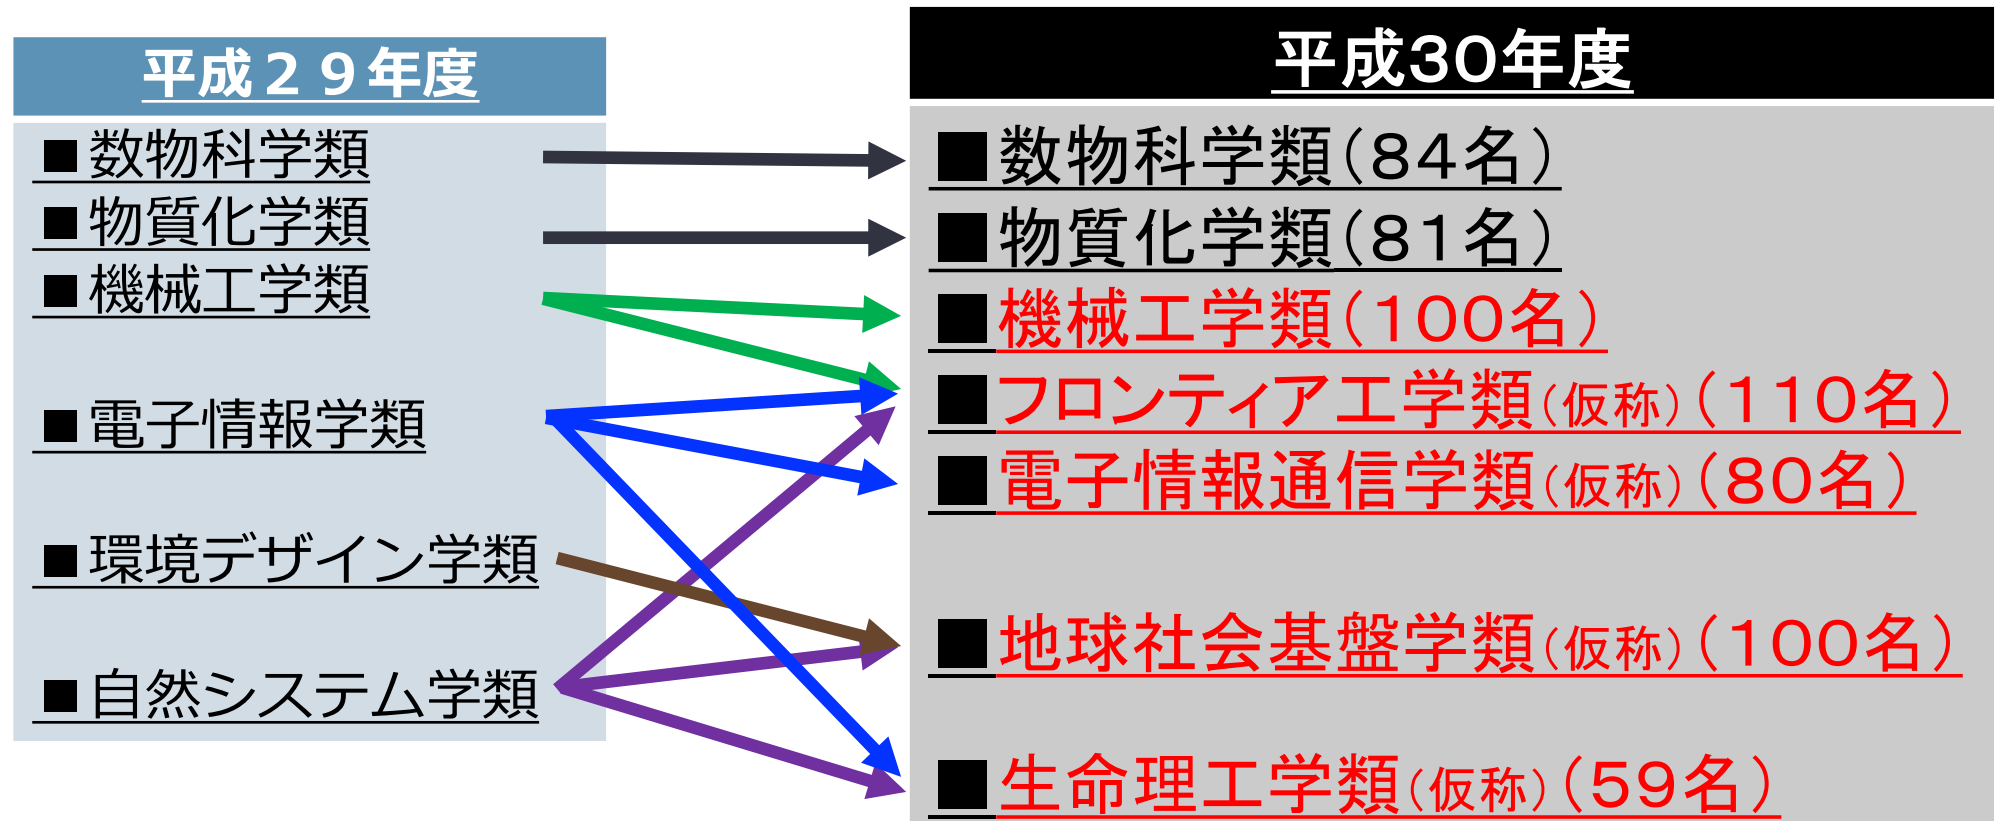 平成２９年度
■数物科学類
■物質化学類
■機械工学類
■電子情報学類
■環境デザイン学類
■自然システム学類
平成30年度
■数物科学類（８４名）
■物質化学類（８１名）
■機械工学類（１００名）
■フロンティア工学類（仮称）（１１０名）
■電子情報通信学類（仮称）（８０名）
■地球社会基盤学類（仮称）（１００名）
■生命理工学類（仮称）（５９名）